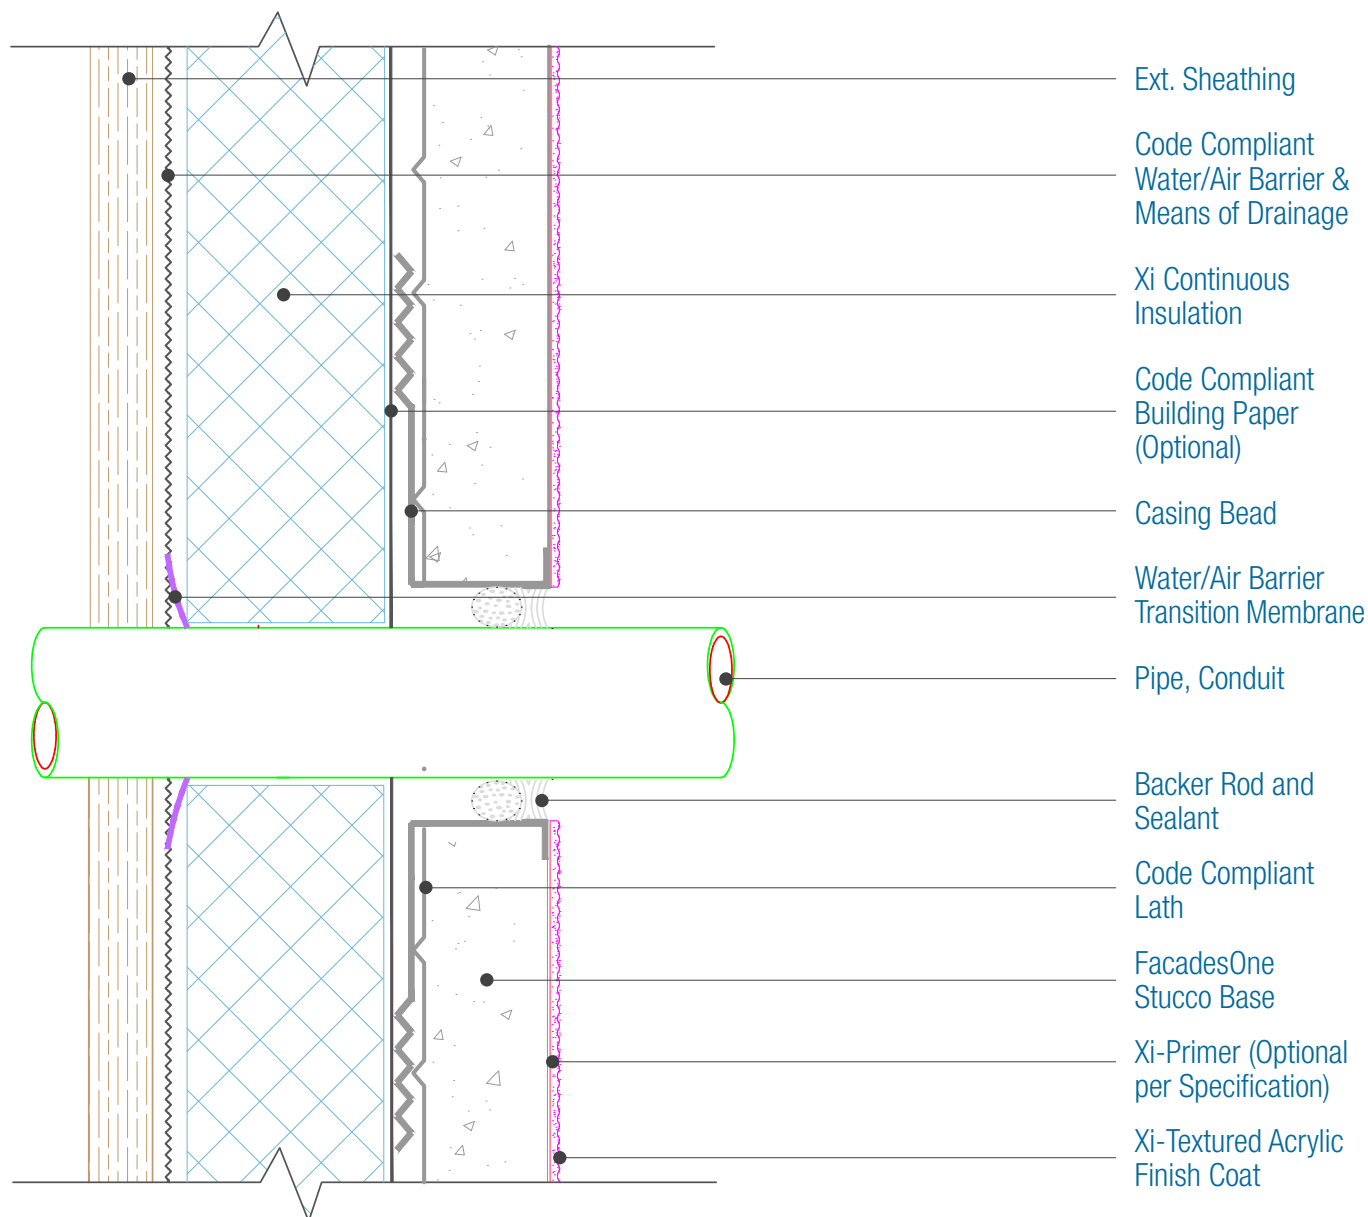 Ext. Sheathing
Code Compliant
Water/Air Barrier &
Means of Drainage
Xi Continuous
Insulation
Code Compliant
Building Paper
(Optional)
Casing Bead
Water/Air Barrier
Transition Membrane
Pipe, Conduit
Backer Rod and
Sealant
Code Compliant
Lath
FacadesOne
Stucco Base
Xi-Primer (Optional
per Specification)
Xi-Textured Acrylic
Finish Coat